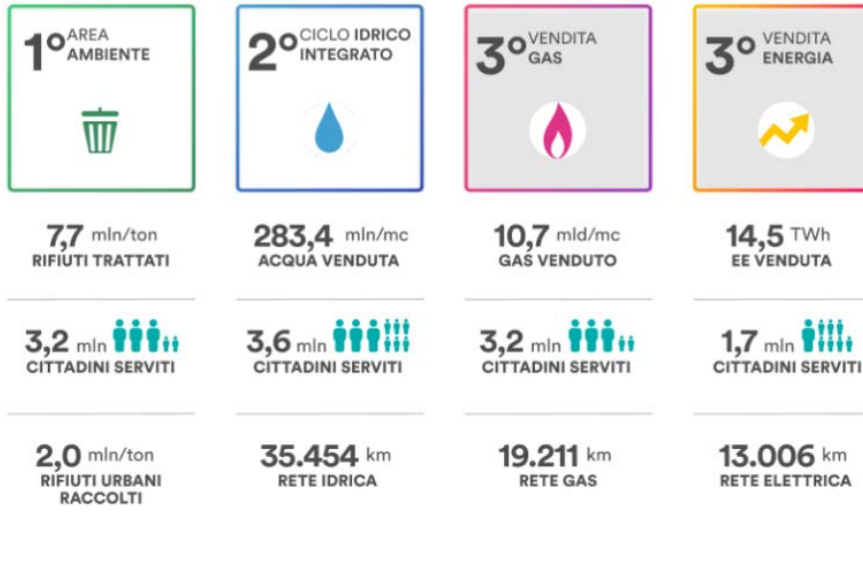 1° AREA
AMBIENTE
7,7 mln/ton
RIFIUTI TRATTATI
3,2 mln
CITTADINI SERVITI
2,0 mln/ton
RIFIUTI URBANI
RACCOLTI
2° CICLO IDRICO
INTEGRATO
283,4 mln/mc
ACQUA VENDUTA
3,6 mln
CITTADINI SERVITI
35.454 km
RETE IDRICA
3° VENDITA
GAS
10,7 mld/mc
GAS VENDUTO
3,2 mln
CITTADINI SERVITI
19.211 km
RETE GAS
3° VENDITA
ENERGIA
14,5 TWh
EE VENDUTA
1,7 mln
CITTADINI SERVITI
13.006 km
RETE ELETTRICA